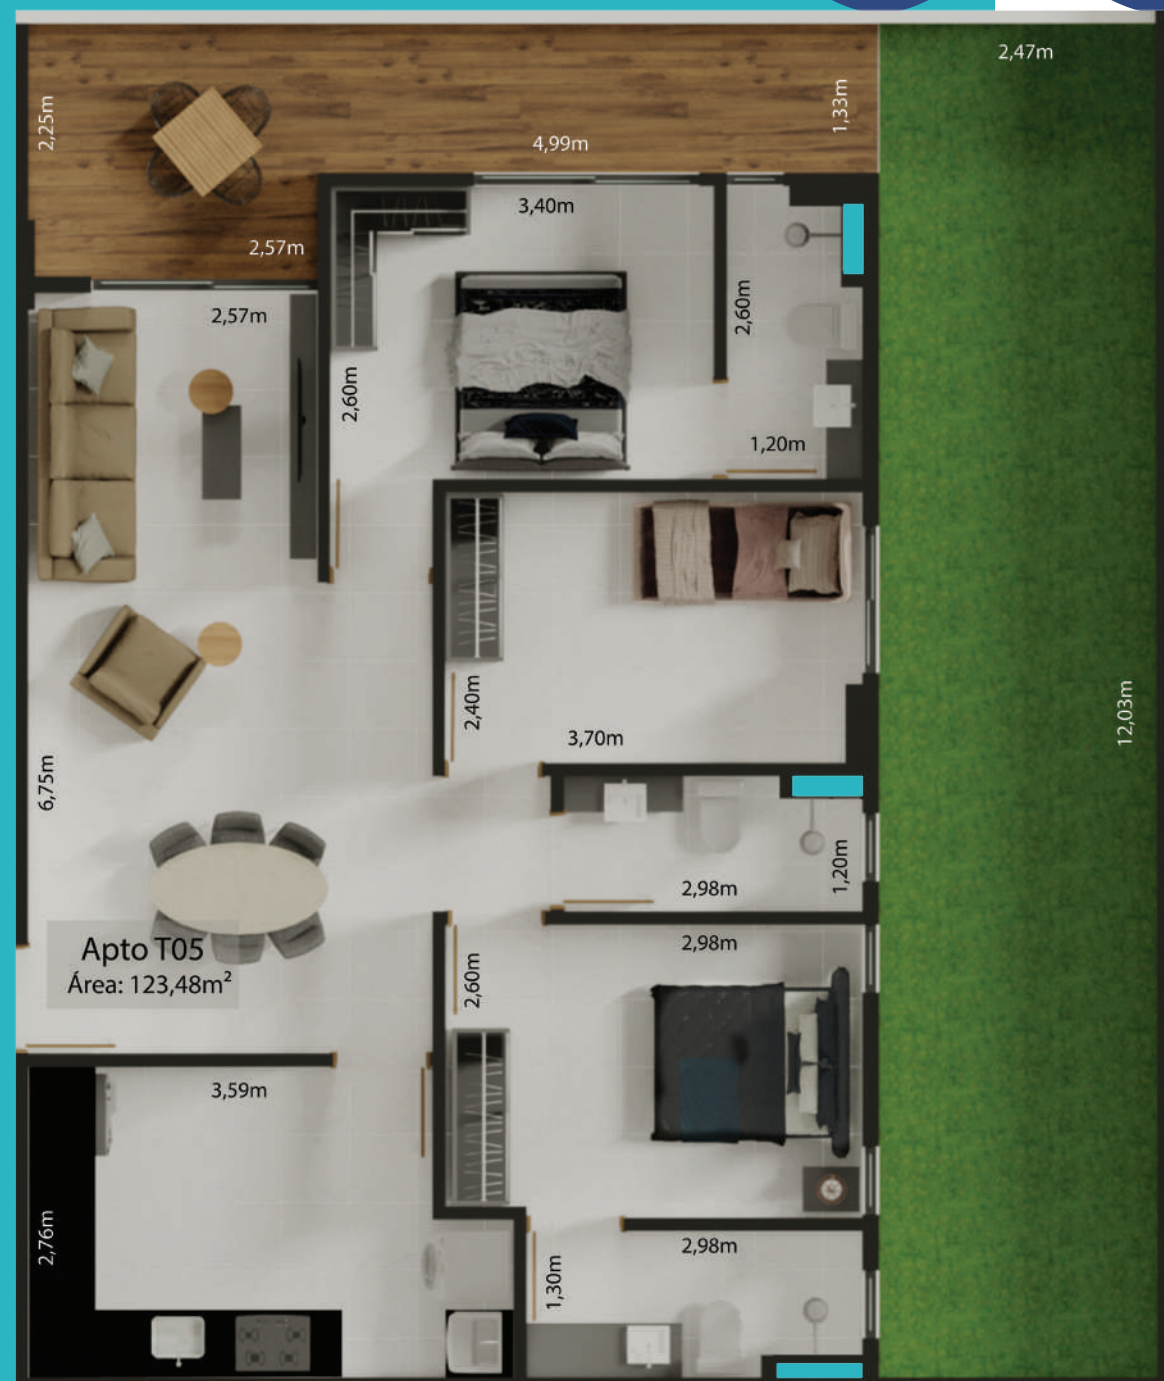 2,47m
2,25m
1,33m
4,99m
3,40m
2,57m
2,57m
2,60m
2,60m
1,20m
2,40m
3,70m
12,03m
6,75m
1,20m
2,98m
Apto T05
Área: 123,48m²
2,98m
2,60m
3,59m
2,76m
2,98m
1,30m